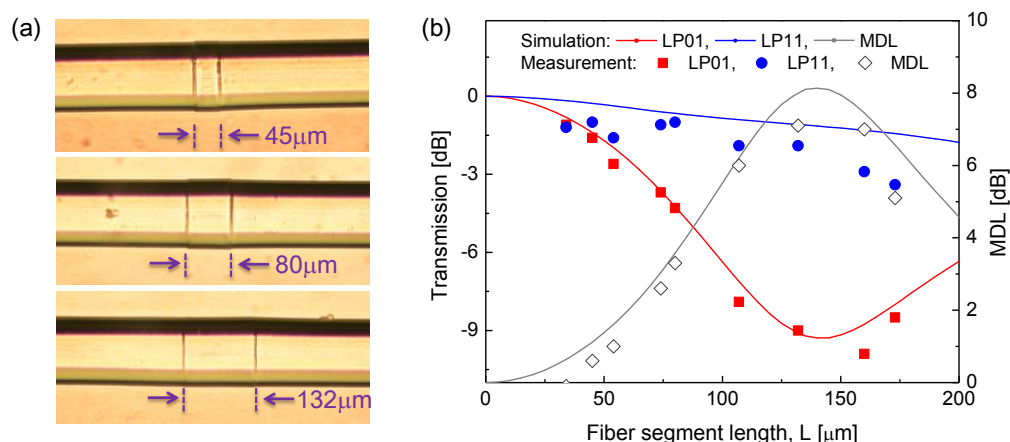 (a)
45μm
80μm
132μm
(b)
Simulation: LP01, LP11, MDL
Measurement: LP01, LP11, MDL
Transmission [dB]
0
-3
-6
-9
MDL [dB]
10
8
6
4
2
0
0 50 100 150 200
Fiber segment length, L [μm]